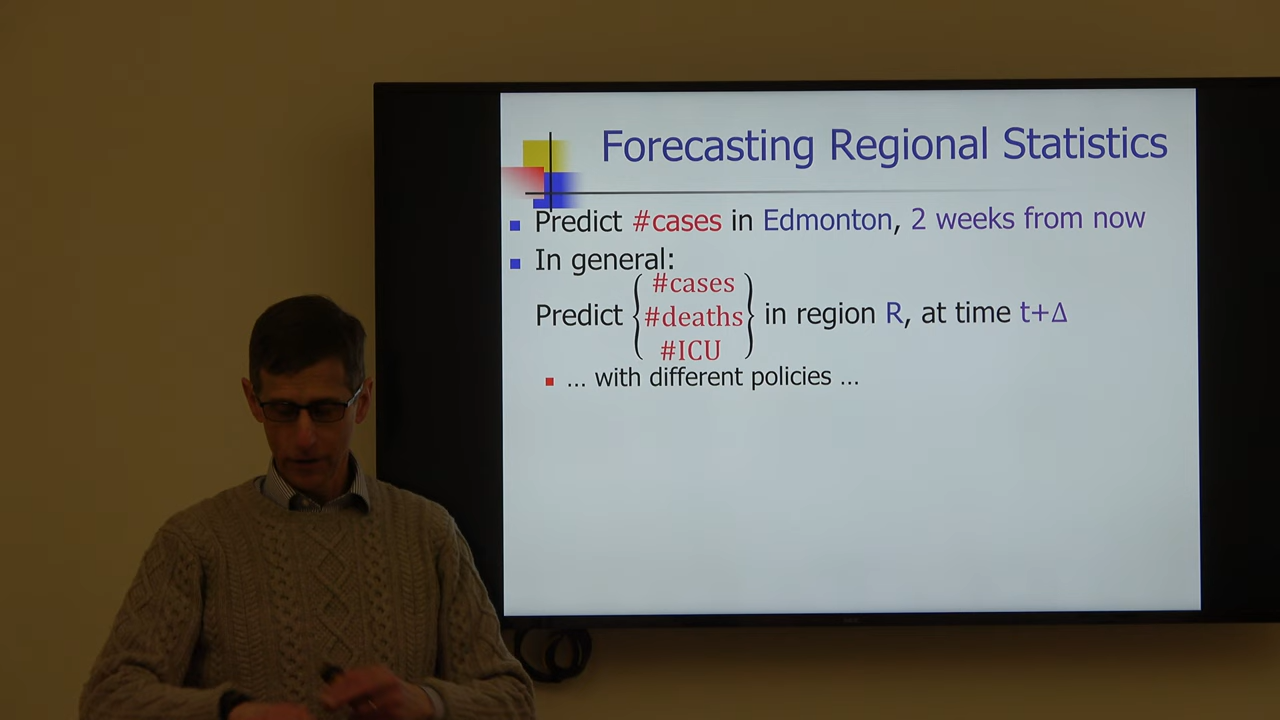 Forecasting Regional Statistics
Predict #cases in Edmonton, 2 weeks from now
In general:
#cases
Predict #deaths in region R, at time t+Δ
#ICU
… with different policies …